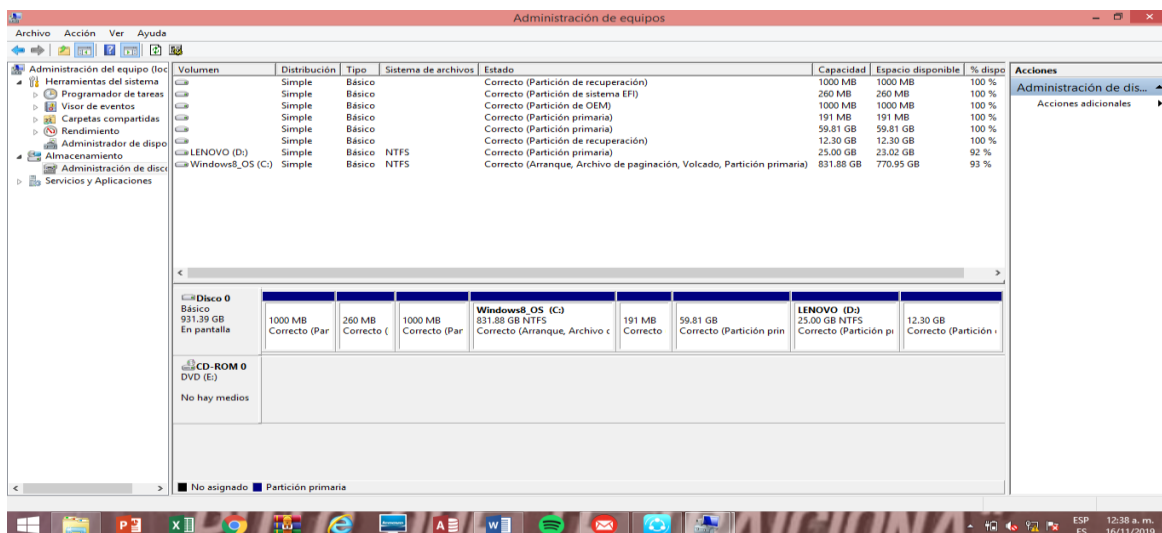 Administración de equipos
Archivo Acción Ver Ayuda
Administración del equipo (loc
Herramientas del sistema
Programador de tareas
Visor de eventos
Carpetas compartidas
Rendimiento
Administrador de dispo
Almacenamiento
Administración de disc
Servicios y Aplicaciones
Volumen Distribución Tipo Sistema de archivos Estado Capacidad Espacio disponible % dispo
Simple Básico Correcto (Partición de recuperación) 1000 MB 1000 MB 100 %
Simple Básico Correcto (Partición de sistema EFI) 260 MB 260 MB 100 %
Simple Básico Correcto (Partición de OEM) 1000 MB 1000 MB 100 %
Simple Básico Correcto (Partición primaria) 191 MB 191 MB 100 %
Simple Básico Correcto (Partición primaria) 59.81 GB 59.81 GB 100 %
Simple Básico Correcto (Partición de recuperación) 12.30 GB 12.30 GB 100 %
LENOVO (D:) Simple Básico NTFS Correcto (Partición primaria) 25.00 GB 23.02 GB 92 %
Windows8_OS (C:) Simple Básico NTFS Correcto (Arranque, Archivo de paginación, Volcado, Partición primaria) 831.88 GB 770.95 GB 93 %
Acciones
Administración de dis...
Acciones adicionales
Disco 0
Básico
931.39 GB
En pantalla
1000 MB
Correcto (Par
260 MB
Correcto (
1000 MB
Correcto (Par
Windows8_OS (C:)
831.88 GB NTFS
Correcto (Arranque, Archivo c
191 MB
Correcto
59.81 GB
Correcto (Partición prin
LENOVO (D:)
25.00 GB NTFS
Correcto (Partición pi
12.30 GB
Correcto (Partición
CD-ROM 0
DVD (E:)
No hay medios
No asignado Partición primaria
ESP 12:38 a. m.
ES 16/11/2019